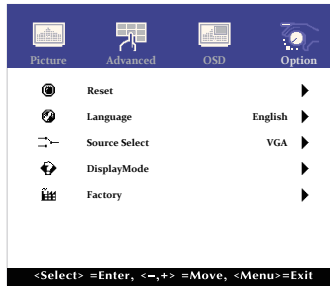 Picture Advanced OSD Option
Reset
Language English
Source Select VGA
DisplayMode
Factory
<Select> =Enter, <−,+> =Move, <Menu>=Exit